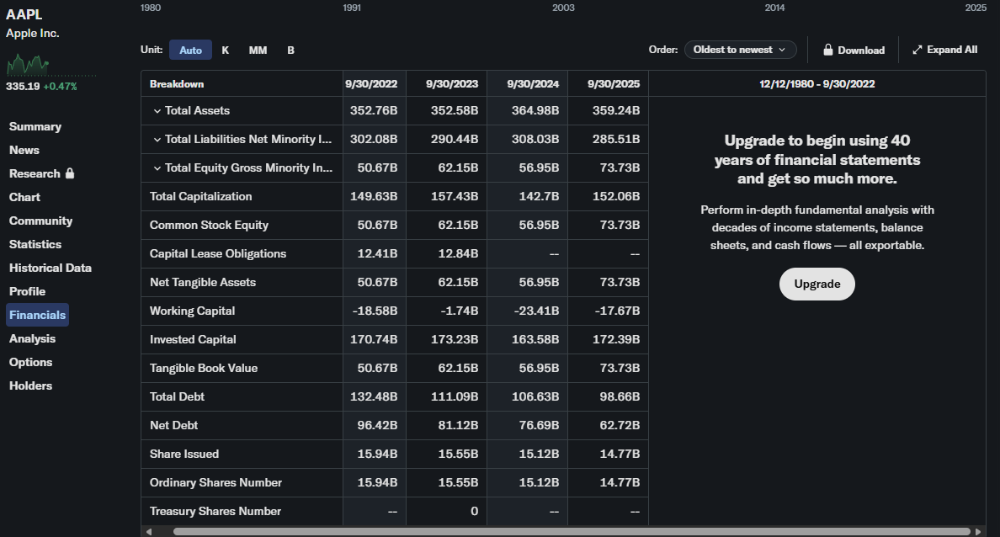 AAPL
Apple Inc.
335.19 +0.47%
Summary
News
Research
Chart
Community
Statistics
Historical Data
Profile
Financials
Analysis
Options
Holders
1980 1991 2003 2014 2025
Unit: Auto K MM B Order: Oldest to newest Download Expand All
Breakdown 9/30/2022 9/30/2023 9/30/2024 9/30/2025 12/12/1980 - 9/30/2022
Total Assets 352.76B 352.58B 364.98B 359.24B
Total Liabilities Net Minority I... 302.08B 290.44B 308.03B 285.51B
Total Equity Gross Minority In... 50.67B 62.15B 56.95B 73.73B
Total Capitalization 149.63B 157.43B 142.7B 152.06B
Common Stock Equity 50.67B 62.15B 56.95B 73.73B
Capital Lease Obligations 12.41B 12.84B -- --
Net Tangible Assets 50.67B 62.15B 56.95B 73.73B
Working Capital -18.58B -1.74B -23.41B -17.67B
Invested Capital 170.74B 173.23B 163.58B 172.39B
Tangible Book Value 50.67B 62.15B 56.95B 73.73B
Total Debt 132.48B 111.09B 106.63B 98.66B
Net Debt 96.42B 81.12B 76.69B 62.72B
Share Issued 15.94B 15.55B 15.12B 14.77B
Ordinary Shares Number 15.94B 15.55B 15.12B 14.77B
Treasury Shares Number -- 0 -- --
Upgrade to begin using 40
years of financial statements
and get so much more.
Perform in-depth fundamental analysis with
decades of income statements, balance
sheets, and cash flows — all exportable.
Upgrade